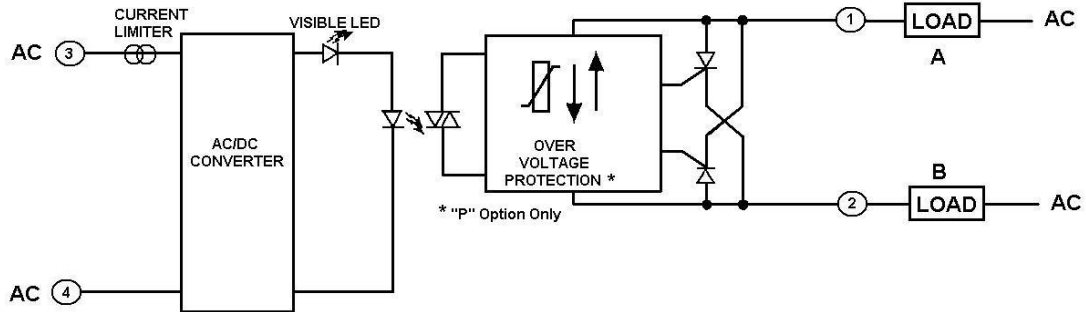 CURRENT
LIMITER
VISIBLE LED
AC 3
AC/DC
CONVERTER
AC 4
OVER
VOLTAGE
PROTECTION *
* "P" Option Only
1 LOAD AC
A
B
2 LOAD AC